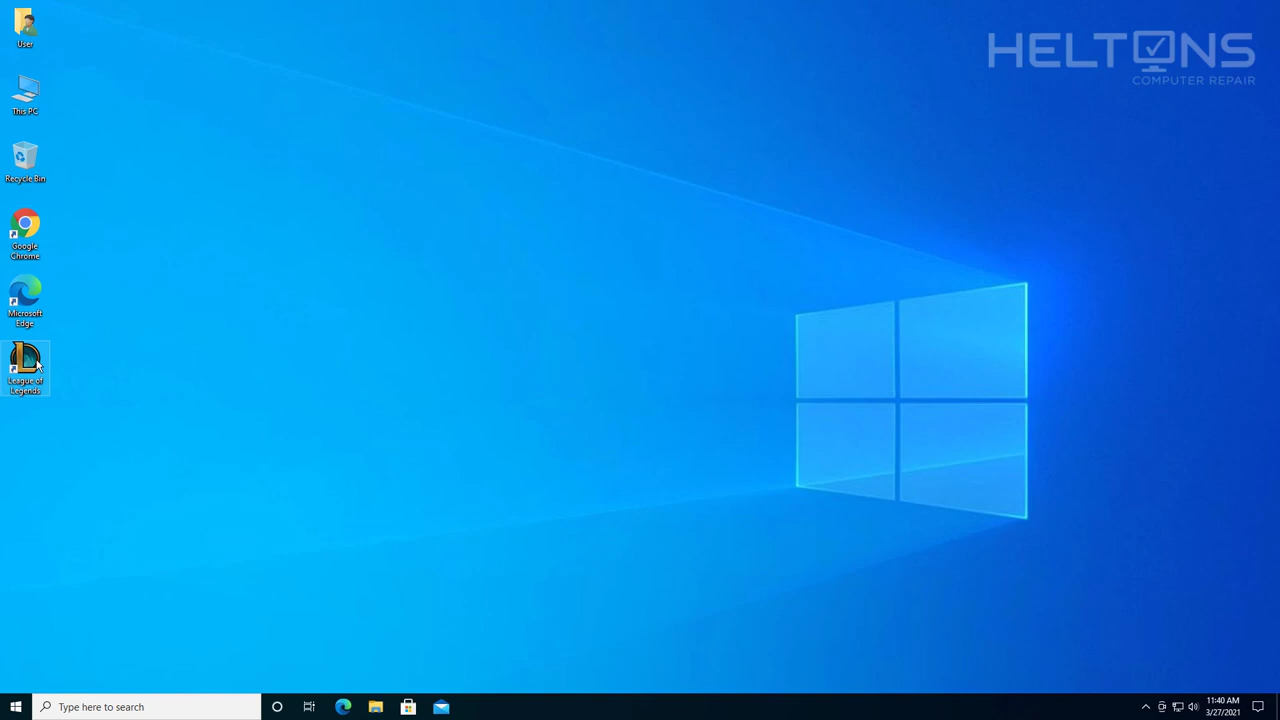 HELTONS
COMPUTER REPAIR
User
This PC
Recycle Bin
Google
Chrome
Microsoft
Edge
League of
Legends
Type here to search
11:40 AM
3/27/2021